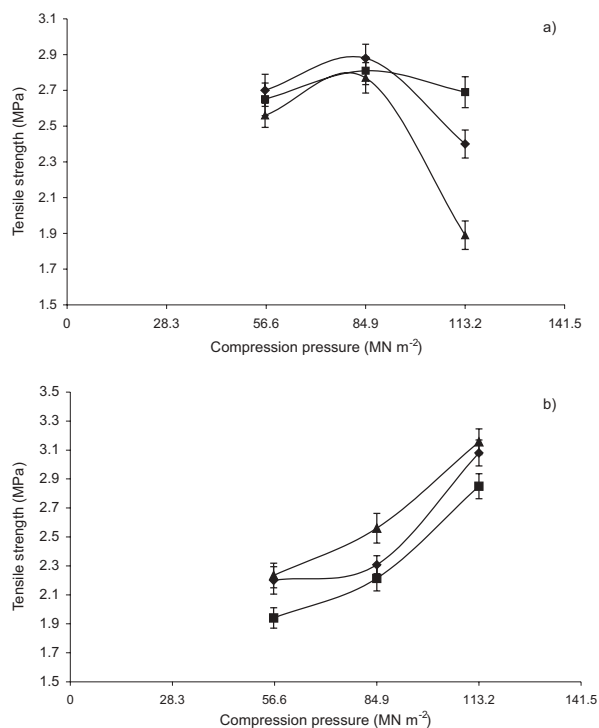 a)
3.1
2.9
2.7
2.5
2.3
2.1
1.9
1.7
1.5
Tensile strength (MPa)
0 28.3 56.6 84.9 113.2 141.5
Compression pressure (MN m⁻²)
b)
3.5
3.3
3.1
2.9
2.7
2.5
2.3
2.1
1.9
1.7
1.5
Tensile strength (MPa)
0 28.3 56.6 84.9 113.2 141.5
Compression pressure (MN m⁻²)